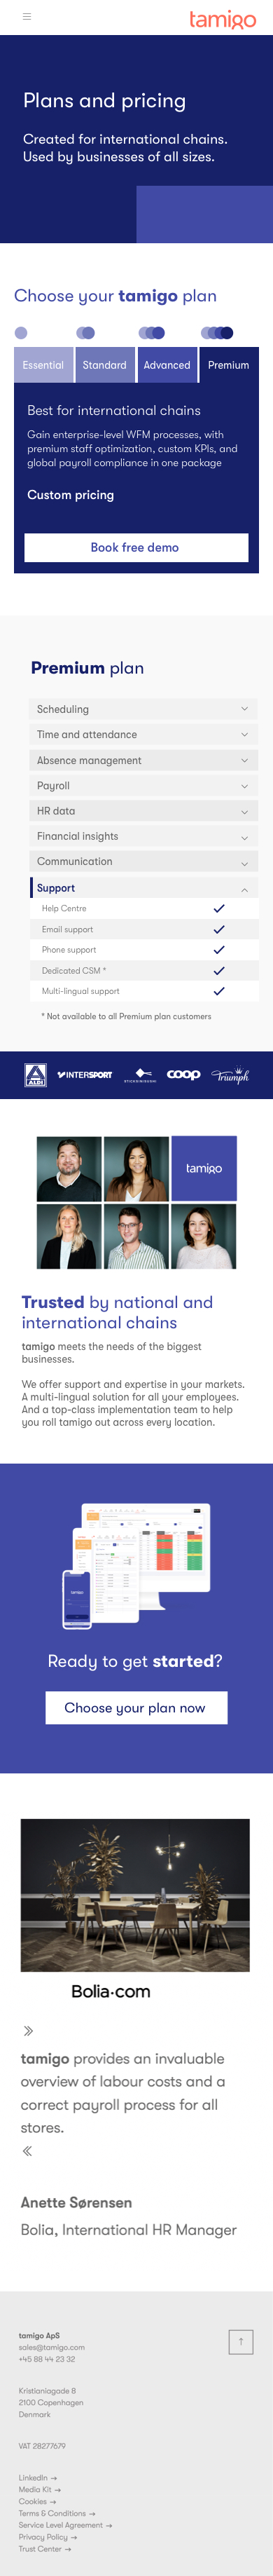 tamigo
Plans and pricing
Created for international chains.
Used by businesses of all sizes.
Choose your tamigo plan
Essential
Standard
Advanced
Premium
Best for international chains
Gain enterprise-level WFM processes, with
premium staff optimization, custom KPIs, and
global payroll compliance in one package
Custom pricing
Book free demo
Premium plan
Scheduling
Time and attendance
Absence management
Payroll
HR data
Financial insights
Communication
Support
Help Centre
Email support
Phone support
Dedicated CSM *
Multi-lingual support
* Not available to all Premium plan customers
ALDI
INTERSPORT
coop
Triumph
tamigo
Trusted by national and
international chains
tamigo meets the needs of the biggest
businesses.
We offer support and expertise in your markets.
A multi-lingual solution for all your employees.
And a top-class implementation team to help
you roll tamigo out across every location.
Ready to get started?
Choose your plan now
Bolia.com
»
tamigo provides an invaluable
overview of labour costs and a
correct payroll process for all
stores.
«
Anette Sørensen
Bolia, International HR Manager
tamigo ApS
sales@tamigo.com
+45 88 44 23 32
Kristianiagade 8
2100 Copenhagen
Denmark
VAT 28277679
LinkedIn →
Media Kit →
Cookies →
Terms & Conditions →
Service Level Agreement →
Privacy Policy →
Trust Center →